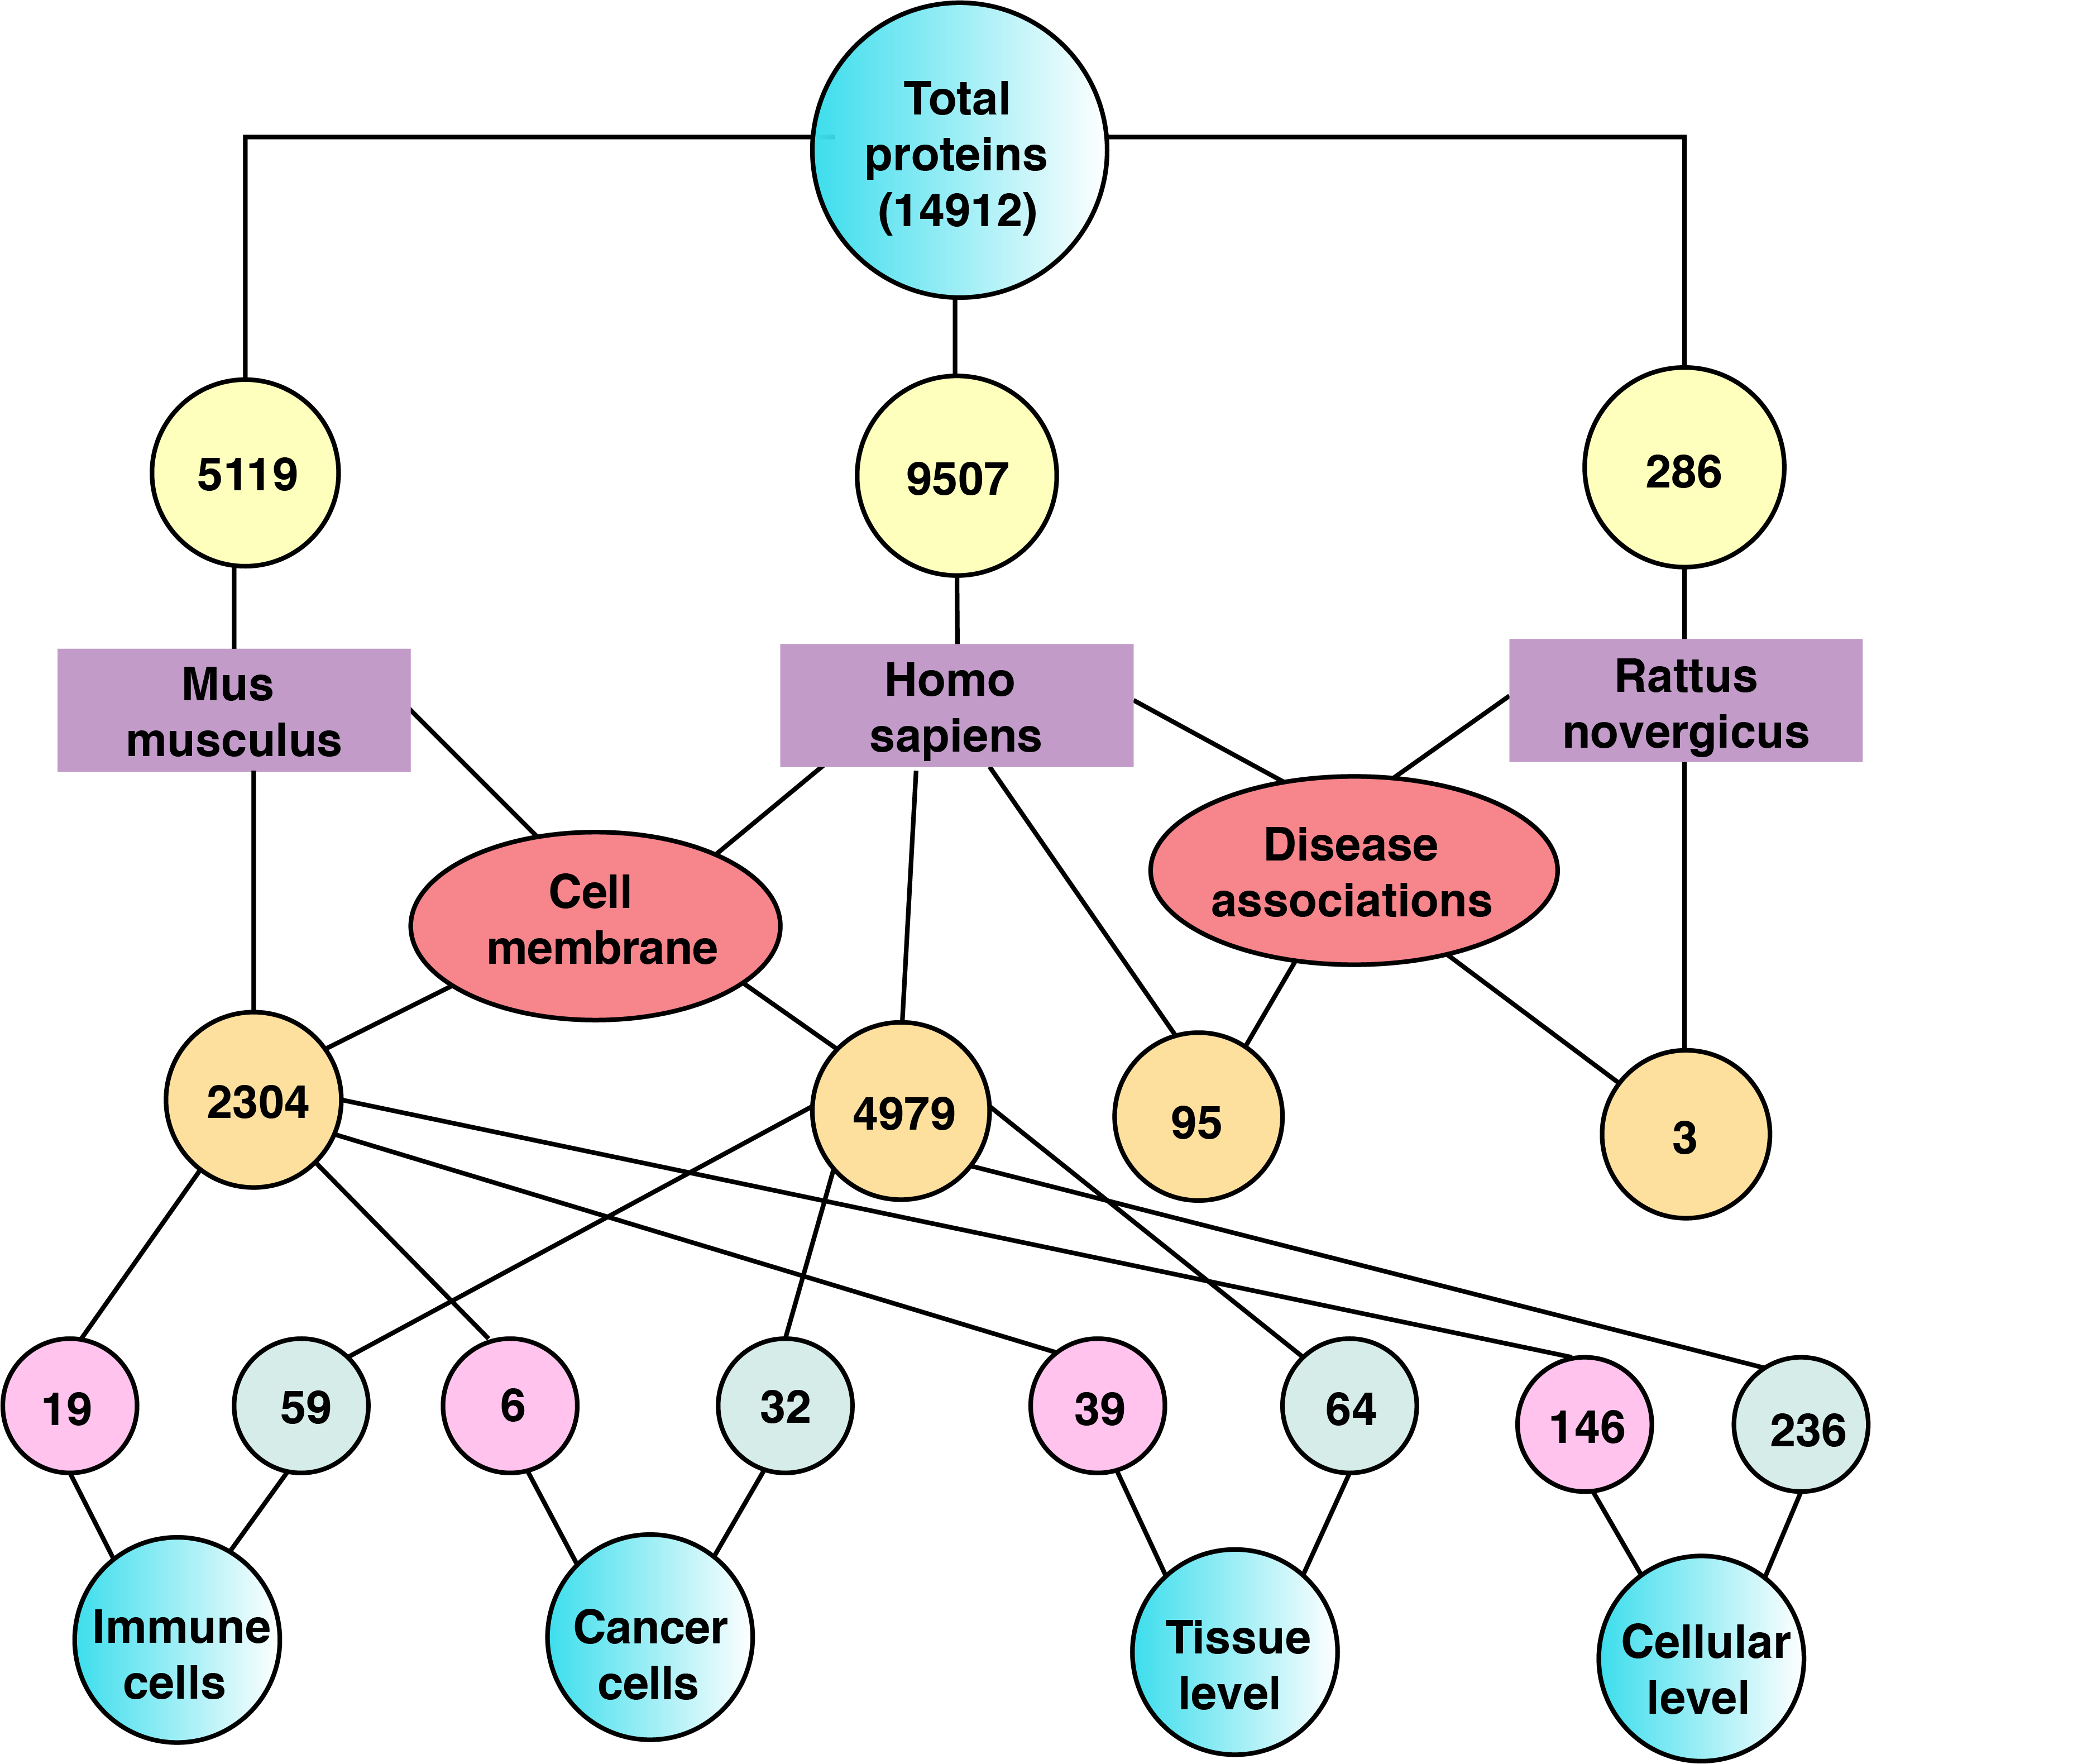 Total
proteins
(14912)
5119
9507
286
Mus
musculus
Homo
sapiens
Rattus
novergicus
Cell
membrane
Disease
associations
2304
4979
95
3
19
59
6
32
39
64
146
236
Immune
cells
Cancer
cells
Tissue
level
Cellular
level